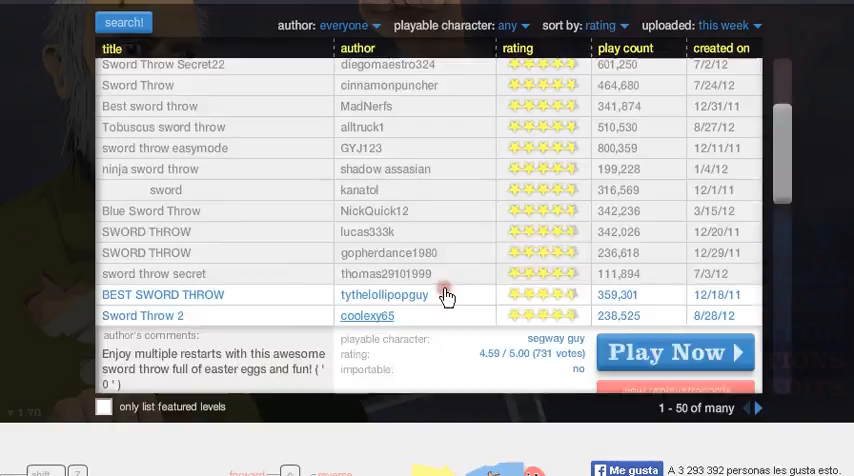 search!
author: everyone playable character: any sort by: rating uploaded: this week
title author rating play count created on
Sword Throw Secret22 diegomaestro324 601,250 7/2/12
Sword Throw cinnamonpuncher 464,680 7/24/12
Best sword throw MadNerfs 341,874 12/31/11
Tobuscus sword throw alltruck1 510,530 8/27/12
sword throw easymode GYJ123 800,359 12/11/11
ninja sword throw shadow assasian 199,228 1/4/12
sword kanatol 316,569 12/1/11
Blue Sword Throw NickQuick12 342,236 3/15/12
SWORD THROW lucas333k 342,026 12/20/11
SWORD THROW gopherdance1980 236,618 12/29/11
sword throw secret thomas29101999 111,894 7/3/12
BEST SWORD THROW tythelollipopguy 359,301 12/18/11
Sword Throw 2 coolexy65 238,525 8/28/12
author's comments:
Enjoy multiple restarts with this awesome
sword throw full of easter eggs and fun! ( '
0 ' )
playable character: segway guy
rating: 4.59 / 5.00 (731 votes)
importable: no
Play Now
view replays/records
only list featured levels
1 - 50 of many
v 1.70
shift Z forward reverse
Me gusta A 3 293 392 personas les gusta esto.